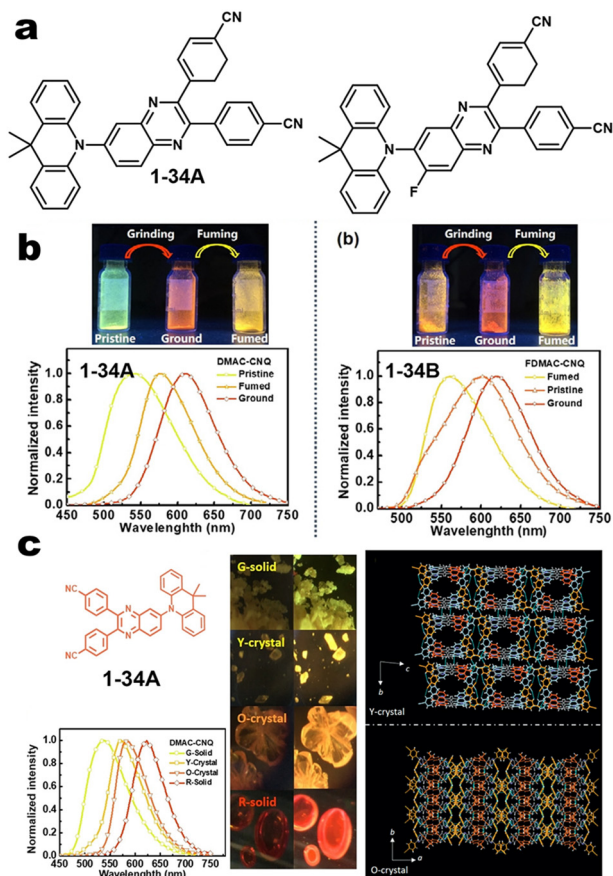 a
CN
CN
N
N
N
1-34A
CN
CN
N
N
N
F
b
Grinding
Fuming
Pristine
Ground
Fumed
(b)
Grinding
Fuming
Pristine
Ground
Fumed
1-34A
DMAC-CNQ
Pristine
Fumed
Ground
Normalized intensity
1.0
0.8
0.6
0.4
0.2
0.0
450 500 550 600 650 700 750
Wavelenghth (nm)
1-34B
FDMAC-CNQ
Fumed
Pristine
Ground
Normalized intensity
1.0
0.8
0.6
0.4
0.2
0.0
500 550 600 650 700 750
Wavelenghth (nm)
c
NC
NC
N
N
N
1-34A
DMAC-CNQ
G-Solid
Y-Crystal
O-Crystal
R-Solid
Normalized intensity
1.0
0.8
0.6
0.4
0.2
0.0
450 500 550 600 650 700 750
Wavelength (nm)
G-solid
Y-crystal
O-crystal
R-solid
c
b
Y-crystal
b
a
O-crystal